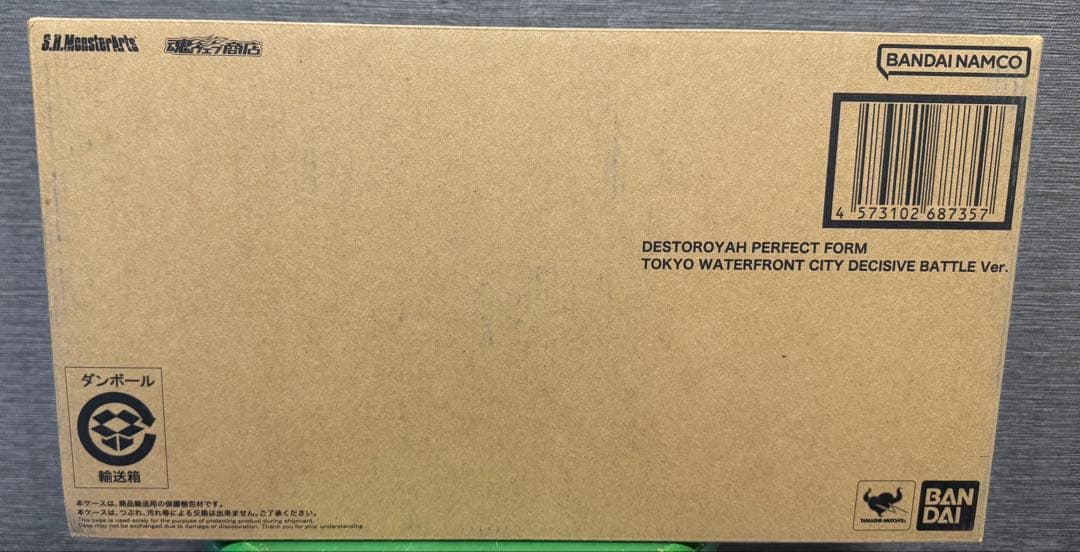 S.H.MonsterArts
魂ウェブ商店
BANDAI NAMCO
4 573102 687357
DESTOROYAH PERFECT FORM
TOKYO WATERFRONT CITY DECISIVE BATTLE Ver.
ダンボール
輸送箱
本ケースは、商品輸送用の保護梱包材です。
本ケースは、つぶれ、汚れ等による交換は出来ません。ご了承ください。
This case is used solely for the purpose of protecting product during shipment.
Case may not be exchanged due to damage or discoloration. Thank you for your understanding.
TAMASHII NATIONS
BAN
DAI